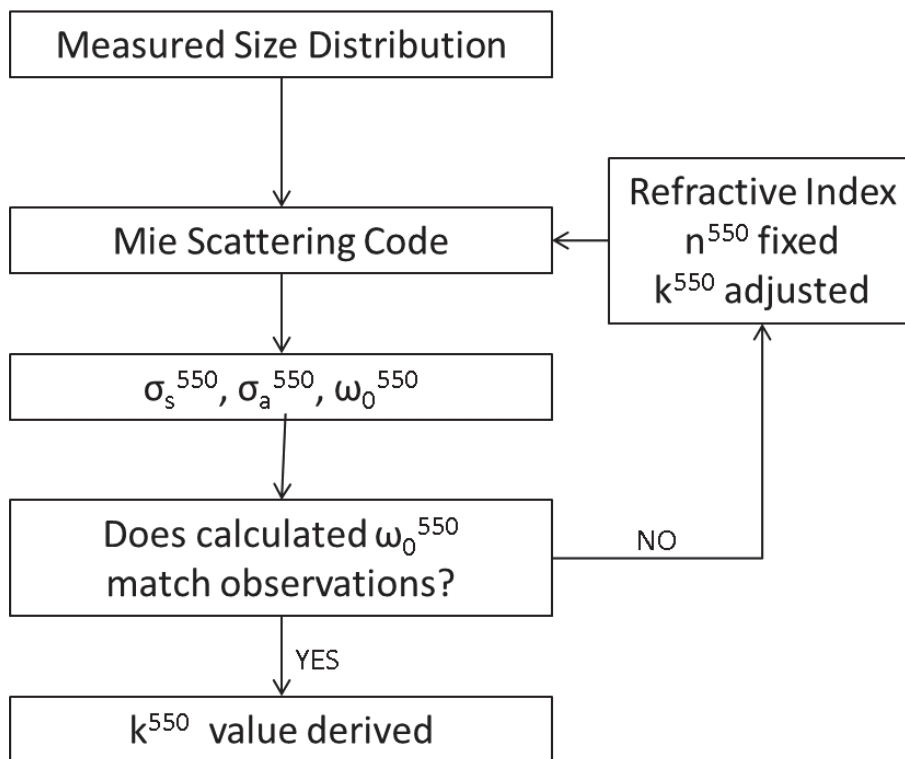 Measured Size Distribution
Refractive Index
n⁵⁵⁰ fixed
k⁵⁵⁰ adjusted
Mie Scattering Code
σₛ⁵⁵⁰, σₐ⁵⁵⁰, ω₀⁵⁵⁰
Does calculated ω₀⁵⁵⁰
match observations?
NO
YES
k⁵⁵⁰ value derived